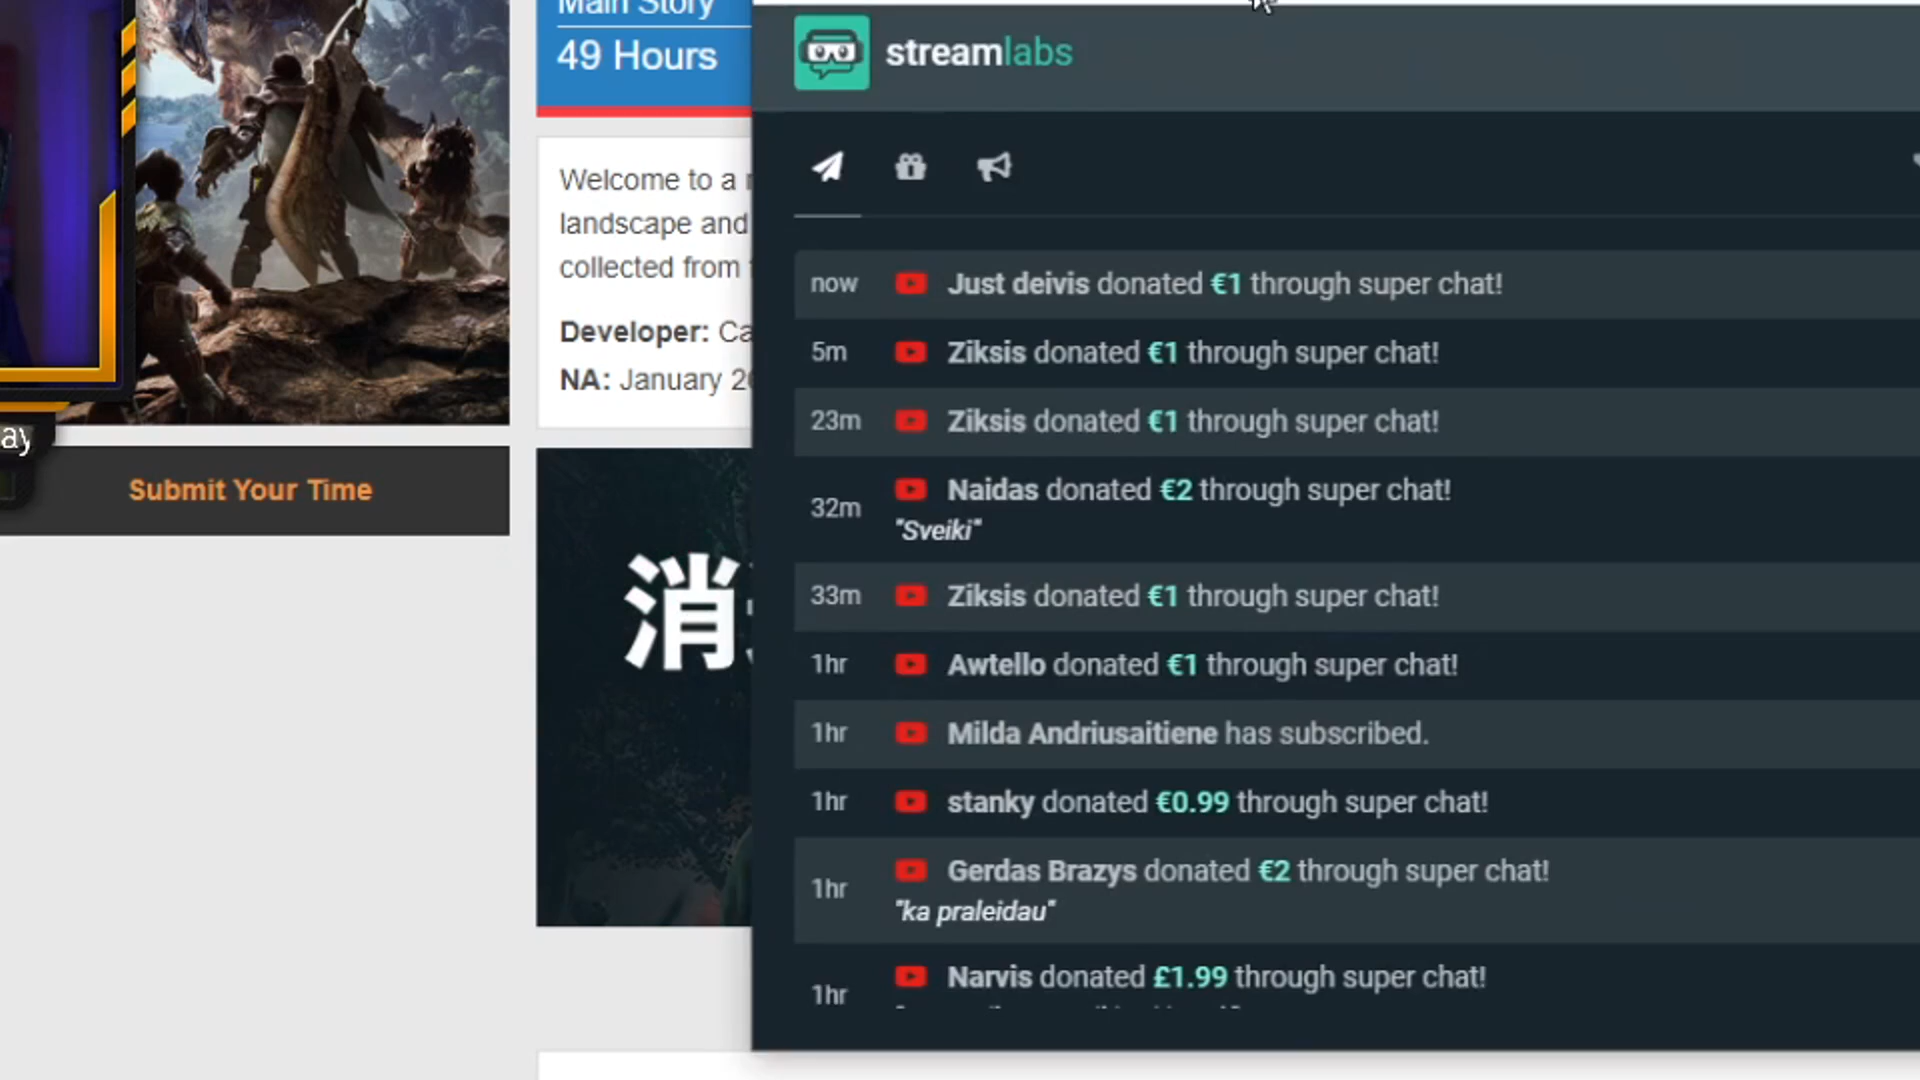 Main Story
49 Hours
Welcome to a
landscape and
collected from
Developer: Ca
NA: January 20
ay
Submit Your Time
消
streamlabs
now Just deivis donated €1 through super chat!
5m Ziksis donated €1 through super chat!
23m Ziksis donated €1 through super chat!
32m Naidas donated €2 through super chat!
"Sveiki"
33m Ziksis donated €1 through super chat!
1hr Awtello donated €1 through super chat!
1hr Milda Andriusaitiene has subscribed.
1hr stanky donated €0.99 through super chat!
1hr Gerdas Brazys donated €2 through super chat!
"ka praleidau"
1hr Narvis donated £1.99 through super chat!